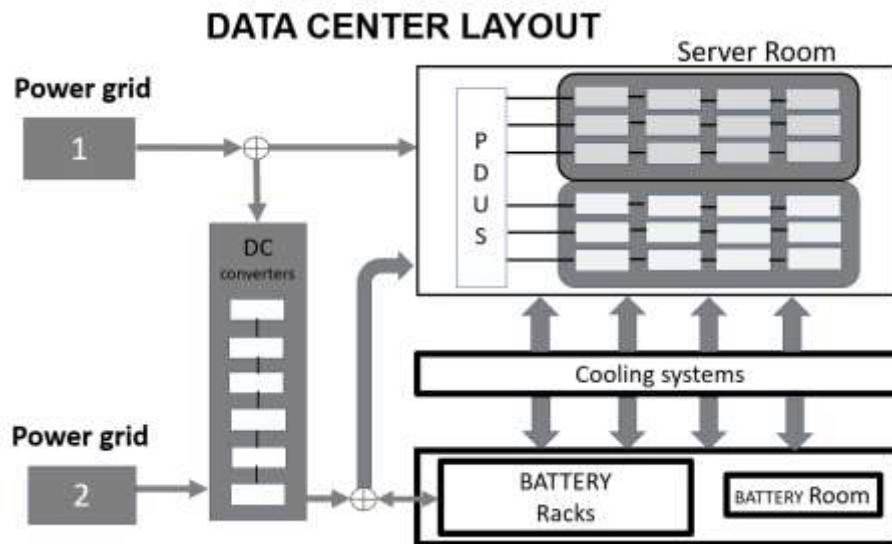 DATA CENTER LAYOUT
Server Room
Power grid
1
P
D
U
S
DC
converters
Cooling systems
Power grid
2
BATTERY
Racks
BATTERY Room